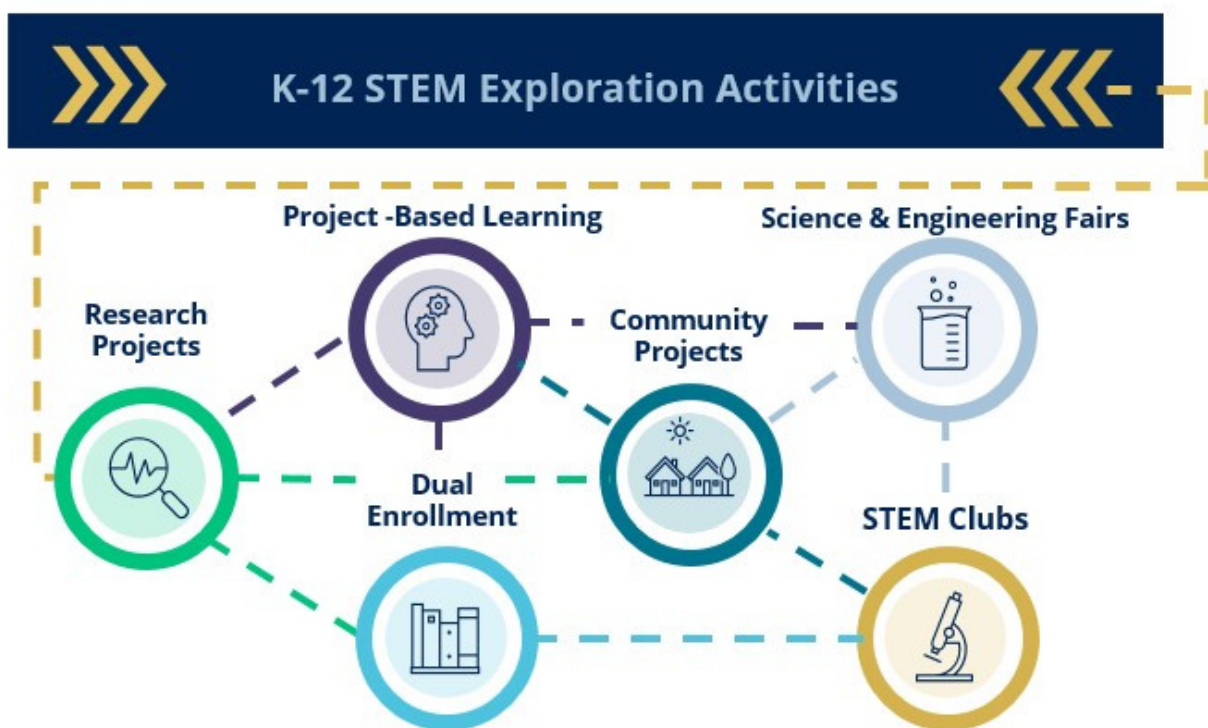 K-12 STEM Exploration Activities
Project -Based Learning
Science & Engineering Fairs
Research
Projects
Community
Projects
Dual
Enrollment
STEM Clubs